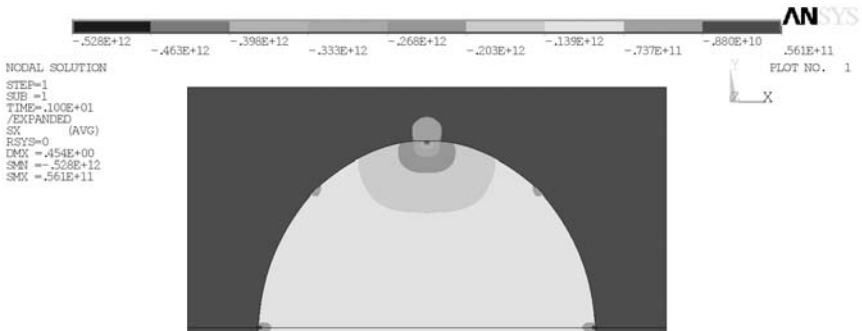 ANSYS
-.528E+12 -.398E+12 -.268E+12 -.139E+12 -.880E+10
-.463E+12 -.333E+12 -.203E+12 -.737E+11 .561E+11
NODAL SOLUTION
PLOT NO. 1
STEP=1
SUB =1
TIME=.100E+01
/EXPANDED
SX (AVG)
RSYS=0
DMX =.454E+00
SMN =-.528E+12
SMX =.561E+11
Y
Z X